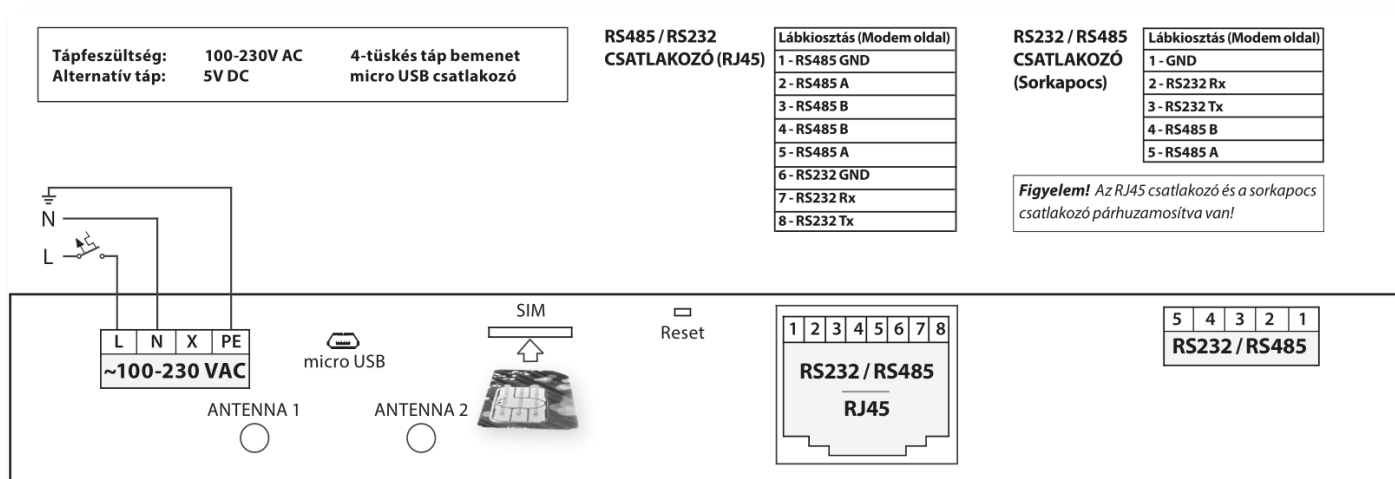 Tápfeszültség: 100-230V AC 4-tüskés táp bemenet
Alternatív táp: 5V DC micro USB csatlakozó
RS485 / RS232
CSATLAKOZÓ (RJ45)
Lábkiosztás (Modem oldal)
1 - RS485 GND
2 - RS485 A
3 - RS485 B
4 - RS485 B
5 - RS485 A
6 - RS232 GND
7 - RS232 Rx
8 - RS232 Tx
RS232 / RS485
CSATLAKOZÓ
(Sorkapocs)
Lábkiosztás (Modem oldal)
1 - GND
2 - RS232 Rx
3 - RS232 Tx
4 - RS485 B
5 - RS485 A
Figyelem! Az RJ45 csatlakozó és a sorkapocs
csatlakozó párhuzamosítva van!
N
L
L N X PE
~100-230 VAC
micro USB
ANTENNA 1
ANTENNA 2
SIM
Reset
1 2 3 4 5 6 7 8
RS232 / RS485
RJ45
5 4 3 2 1
RS232 / RS485